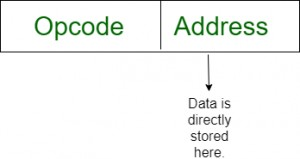 Opcode Address
Data is
directly
stored
here.